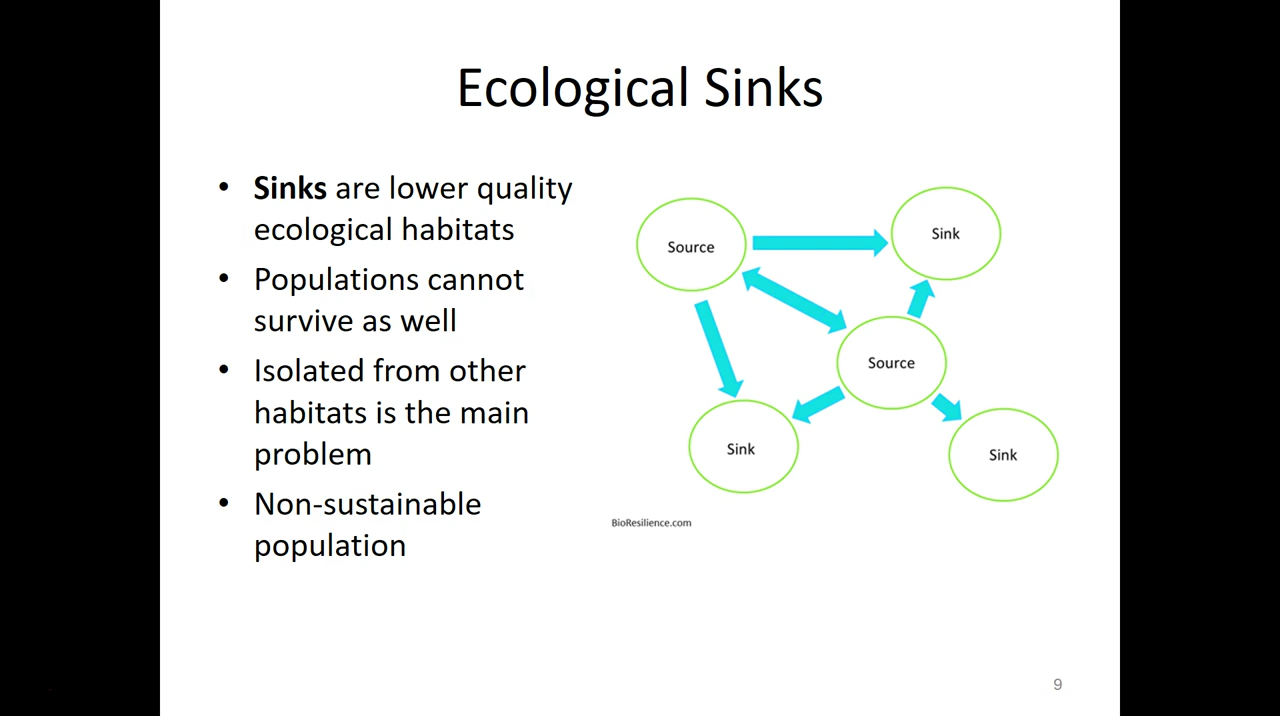 Ecological Sinks
• Sinks are lower quality
ecological habitats
• Populations cannot
survive as well
• Isolated from other
habitats is the main
problem
• Non-sustainable
population
Source
Sink
Source
Sink
Sink
BioResilience.com
9